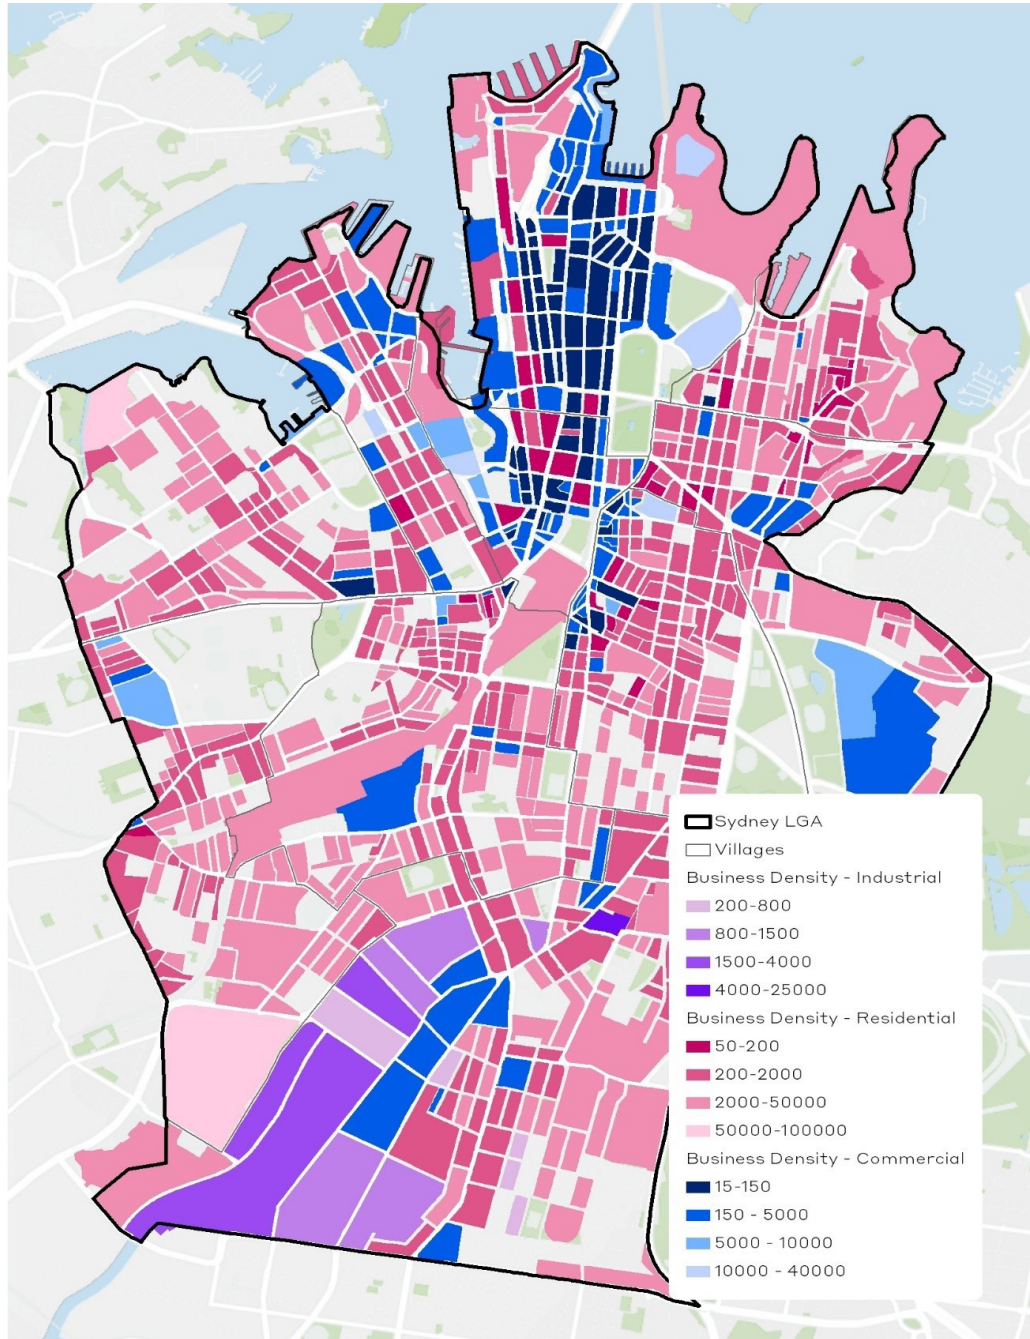 Sydney LGA
Villages
Business Density - Industrial
200-800
800-1500
1500-4000
4000-25000
Business Density - Residential
50-200
200-2000
2000-50000
50000-100000
Business Density - Commercial
15-150
150 - 5000
5000 - 10000
10000 - 40000